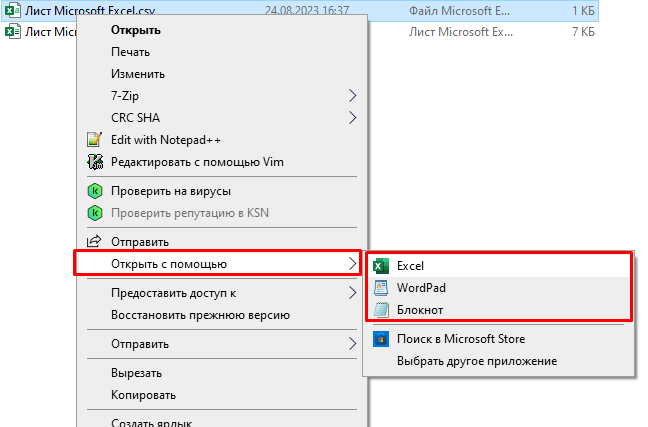 Лист Microsoft Excel.csv 24.08.2023 16:37 Файл Microsoft Ex... 1 КБ
Лист Mic Лист Microsoft Ex... 7 КБ
Открыть
Печать
Изменить
7-Zip
CRC SHA
Edit with Notepad++
Редактировать с помощью Vim
Проверить на вирусы
Проверить репутацию в KSN
Отправить
Открыть с помощью
Excel
WordPad
Блокнот
Поиск в Microsoft Store
Выбрать другое приложение
Предоставить доступ к
Восстановить прежнюю версию
Отправить
Вырезать
Копировать
Создать ярлык